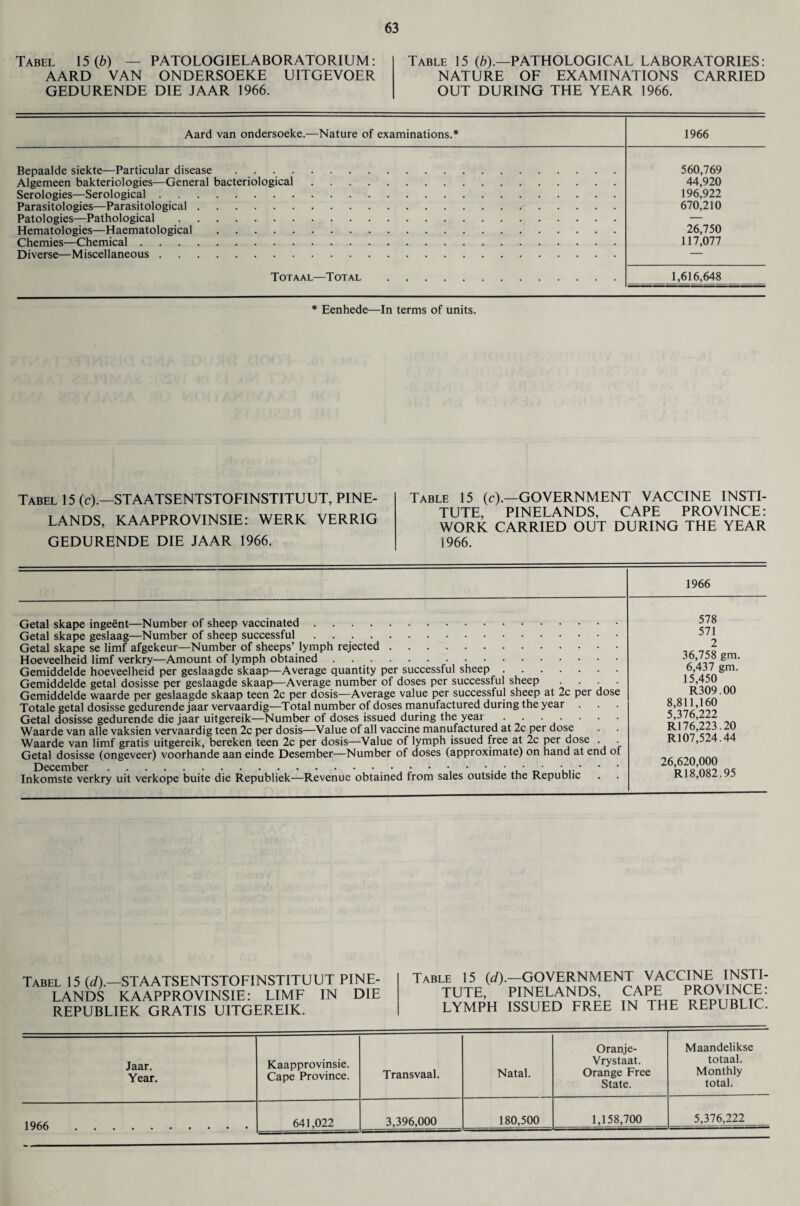 63
Tabel 15 (b) — PATOLOGIELABORATORIUM:
AARD VAN ONDERSOEKE UITGEVOER
GEDURENDE DIE JAAR 1966.
Table 15 (b).—PATHOLOGICAL LABORATORIES:
NATURE OF EXAMINATIONS CARRIED
OUT DURING THE YEAR 1966.
Aard van ondersoeke.—Nature of examinations.* 1966
Bepaalde siekte—Particular disease 560,769
Algemeen bakteriologies—General bacteriological 44,920
Serologies—Serological 196,922
Parasitologies—Parasitological 670,210
Patologies—Pathological —
Hematologies—Haematological 26,750
Chemies—Chemical 117,077
Diverse—Miscellaneous —
Totaal—Total 1,616,648
* Eenhede—In terms of units.
Tabel 15 (c).—STAATSENTSTOFINSTITUUT, PINE-
LANDS, KAAPPROVINSIE: WERK VERRIG
GEDURENDE DIE JAAR 1966.
Table 15 (c).—GOVERNMENT VACCINE INSTI-
TUTE, PINELANDS, CAPE PROVINCE:
WORK CARRIED OUT DURING THE YEAR
1966.
1966
Getal skape ingeënt—Number of sheep vaccinated 578
Getal skape geslaag—Number of sheep successful 571
Getal skape se limf afgekeur—Number of sheeps' lymph rejected 2
Hoeveelheid limf verkry—Amount of lymph obtained 36,758 gm.
Gemiddelde hoeveelheid per geslaagde skaap—Average quantity per successful sheep 6,437 gm.
Gemiddelde getal dosisse per geslaagde skaap—Average number of doses per successful sheep 15,450
Gemiddelde waarde per geslaagde skaap teen 2c per dosis—Average value per successful sheep at 2c per dose R309.00
Totale getal dosisse gedurende jaar vervaardig—Total number of doses manufactured during the year 8,811,160
Getal dosisse gedurende die jaar uitgereik—Number of doses issued during the year 5,376,222
Waarde van alle vaksien vervaardig teen 2c per dosis—Value of all vaccine manufactured at 2c per dose R176,223.20
Waarde van limf gratis uitgereik, bereken teen 2c per dosis—Value of lymph issued free at 2c per dose R107,524.44
Getal dosisse (ongeveer) voorhande aan einde Desember—Number of doses (approximate) on hand at end of
December 26,620,000
Inkomste verkry uit verkope buite die Republiek—Revenue obtained from sales outside the Republic R18,082.95
Tabel 15 (d).—STAATSENTSTOFINSTITUUT PINE-
LANDS KAAPPROVINSIE: LIMF IN DIE
REPUBLIEK GRATIS UITGEREIK.
Table 15 (d).—GOVERNMENT VACCINE INSTI-
TUTE, PINELANDS, CAPE PROVINCE:
LYMPH ISSUED FREE IN THE REPUBLIC.
Jaar.
Year.
Kaapprovinsie.
Cape Province.
Transvaal.
Natal.
Oranje-
Vrystaat.
Orange Free
State.
Maandelikse
totaal.
Monthly
total.
1966 641,022 3,396,000 180,500 1,158,700 5,376,222